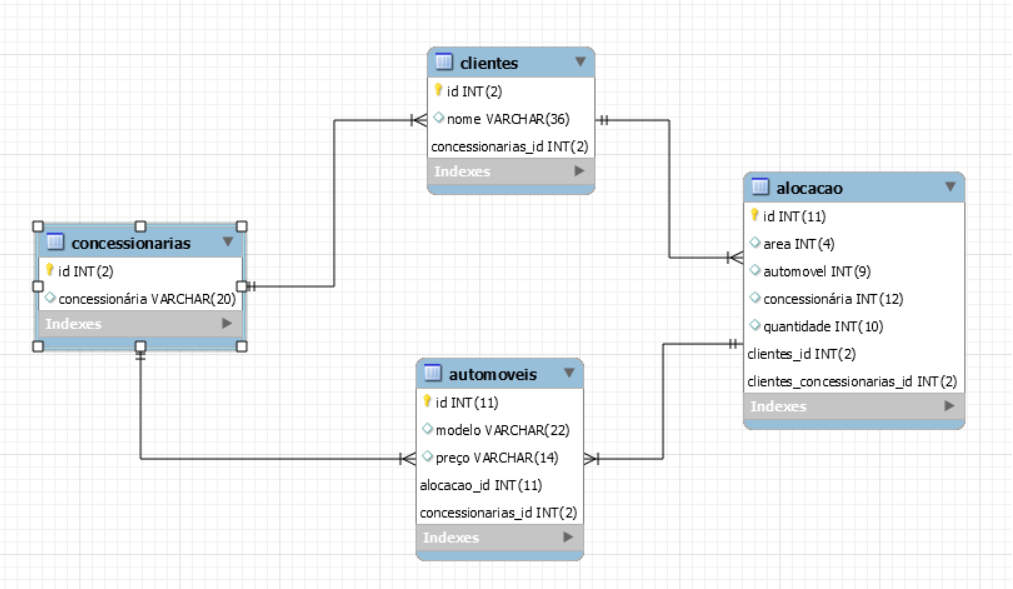 clientes
id INT(2)
nome VARCHAR(36)
concessionarias_id INT(2)
Indexes
concessionarias
id INT(2)
concessionária VARCHAR(20)
Indexes
alocacao
id INT(11)
area INT(4)
automovel INT(9)
concessionária INT(12)
quantidade INT(10)
clientes_id INT(2)
clientes_concessionarias_id INT(2)
Indexes
automoveis
id INT(11)
modelo VARCHAR(22)
preço VARCHAR(14)
alocacao_id INT(11)
concessionarias_id INT(2)
Indexes